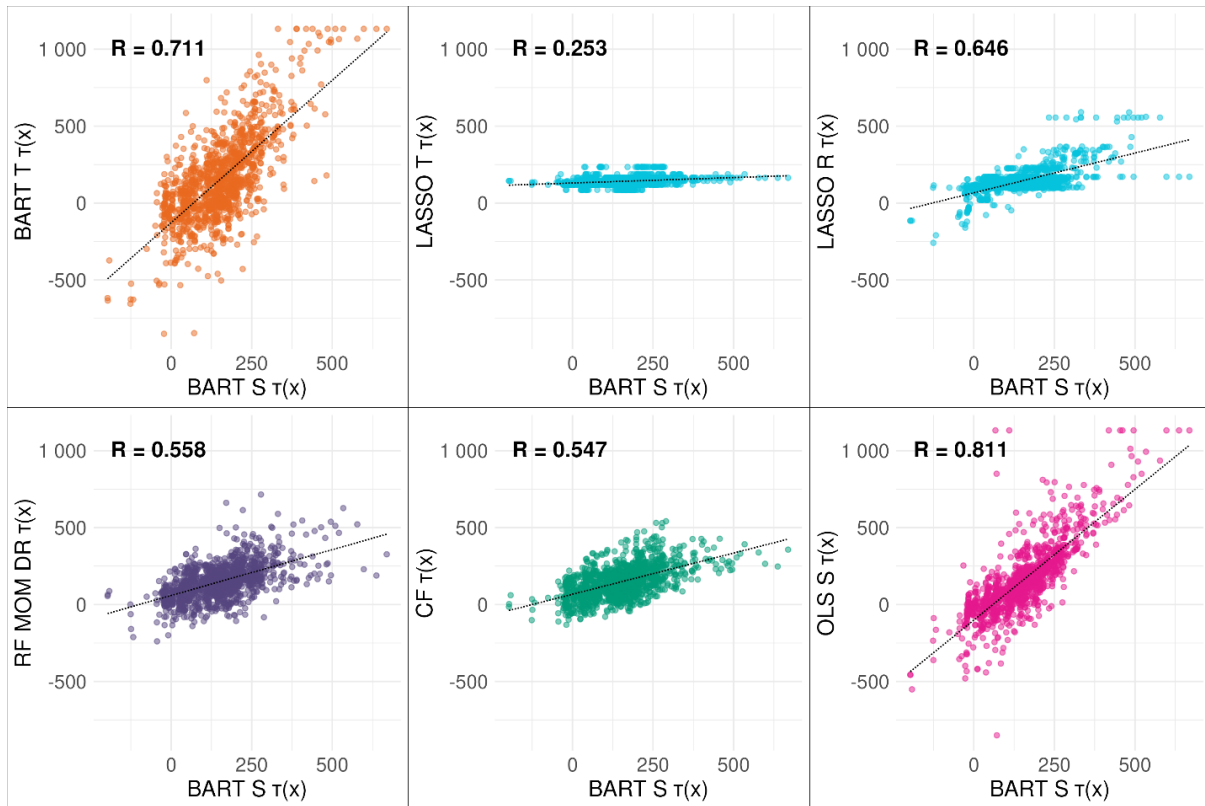 R = 0.711
1 000
500
0
-500
BART T τ(x)
0 250 500
BART S τ(x)
R = 0.253
1 000
500
0
-500
LASSO T τ(x)
0 250 500
BART S τ(x)
R = 0.646
1 000
500
0
-500
LASSO R τ(x)
0 250 500
BART S τ(x)
R = 0.558
1 000
500
0
-500
RF MOM DR τ(x)
0 250 500
BART S τ(x)
R = 0.547
1 000
500
0
-500
CF τ(x)
0 250 500
BART S τ(x)
R = 0.811
1 000
500
0
-500
OLS S τ(x)
0 250 500
BART S τ(x)